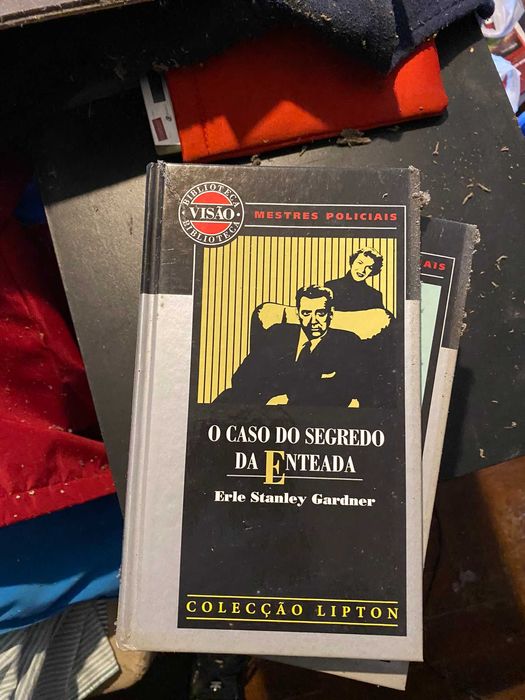 BIBLIOTECA
VISÃO
BIBLIOTECA
MESTRES POLICIAIS
AIS
O CASO DO SEGREDO
DA ENTEADA
Erle Stanley Gardner
COLECÇÃO LIPTON